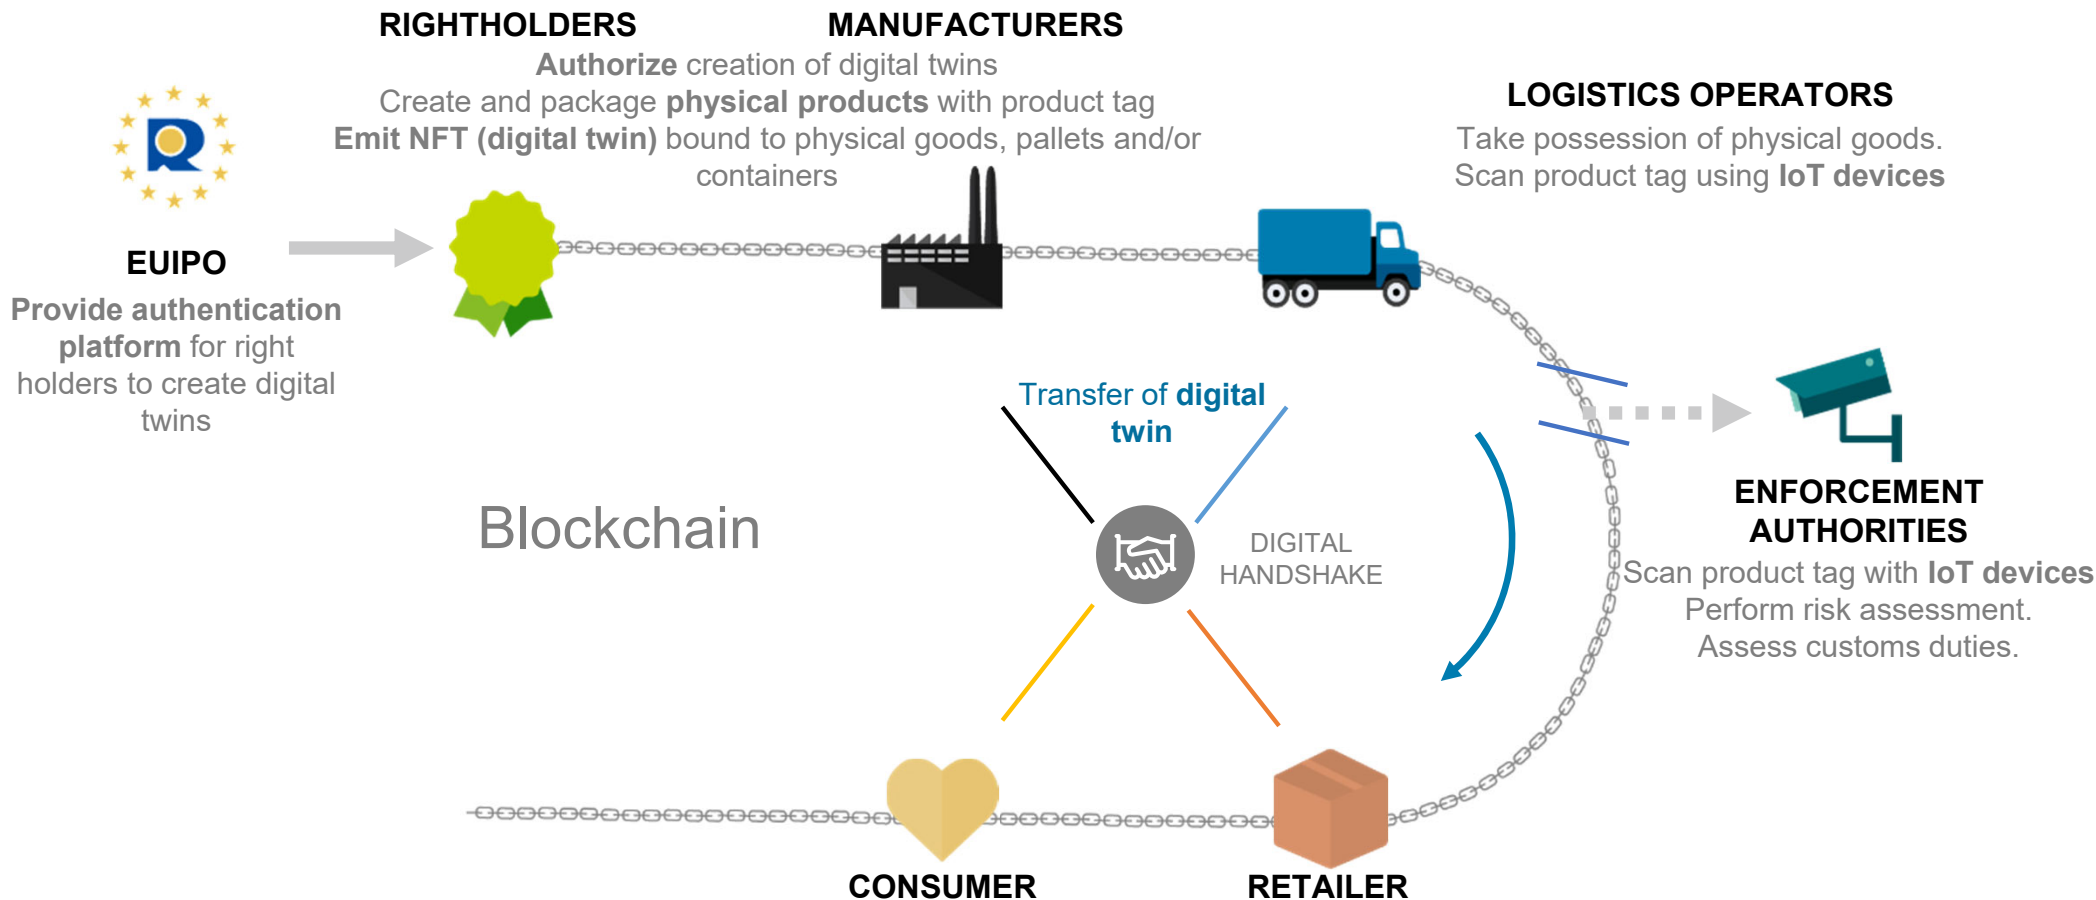 RIGHTHOLDERS
MANUFACTURERS
Authorize creation of digital twins
Create and package physical products with product tag
Emit NFT (digital twin) bound to physical goods, pallets and/or
containers
LOGISTICS OPERATORS
Take possession of physical goods.
Scan product tag using IoT devices
EUIPO
Provide authentication
platform for right
holders to create digital
twins
Transfer of digital
twin
Blockchain
DIGITAL
HANDSHAKE
ENFORCEMENT
AUTHORITIES
Scan product tag with IoT devices
Perform risk assessment.
Assess customs duties.
CONSUMER
RETAILER